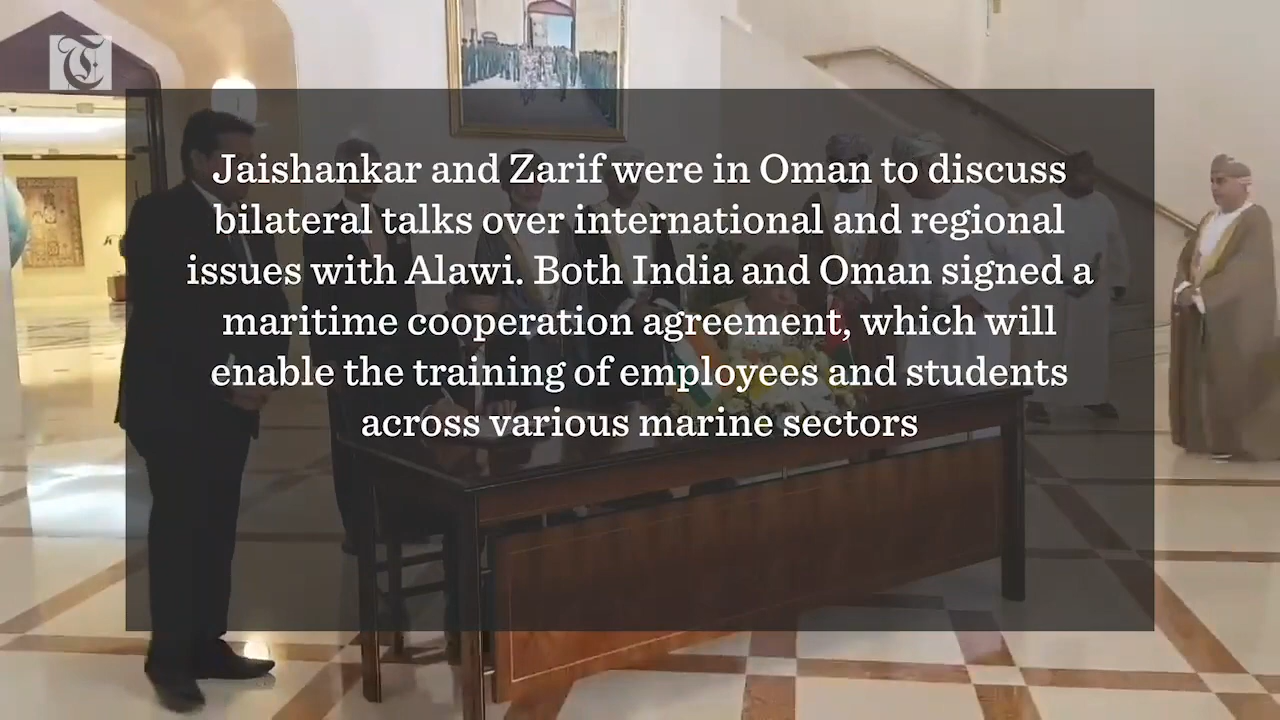 T
Jaishankar and Zarif were in Oman to discuss
bilateral talks over international and regional
issues with Alawi. Both India and Oman signed a
maritime cooperation agreement, which will
enable the training of employees and students
across various marine sectors